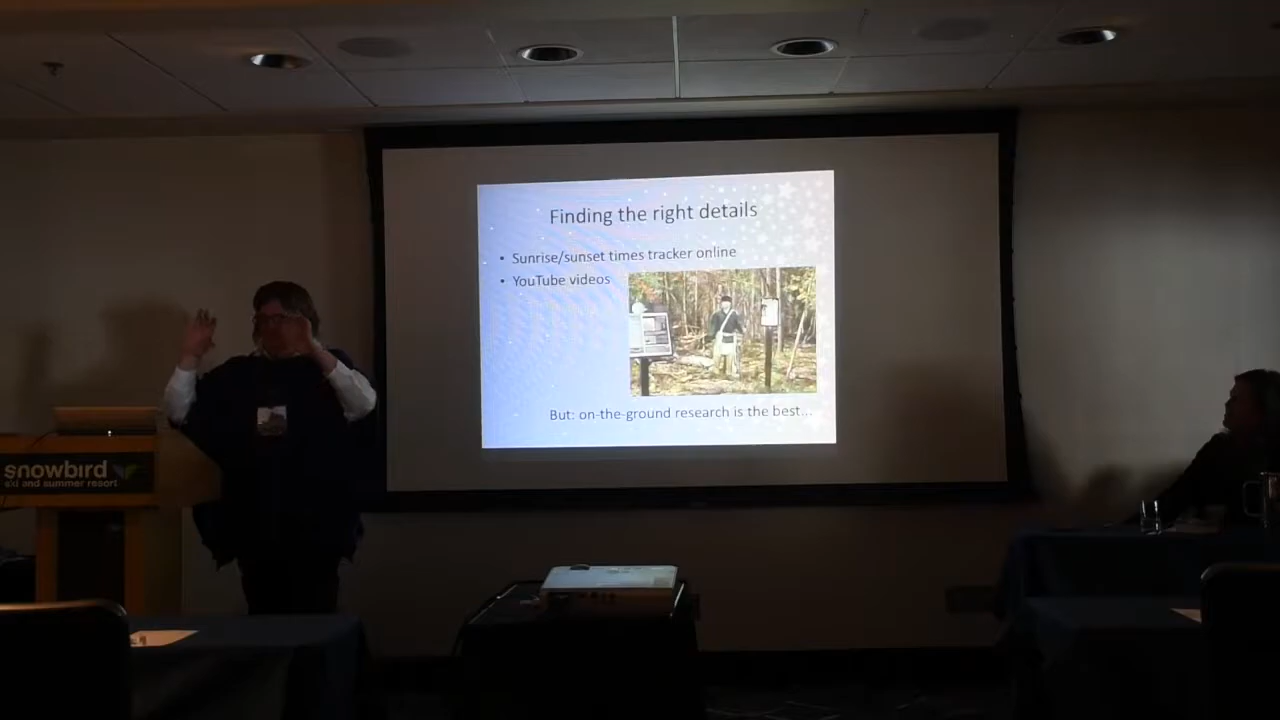 Finding the right details
• Sunrise/sunset times tracker online
• YouTube videos
But: on-the-ground research is the best...
snowbird
ski and summer resort